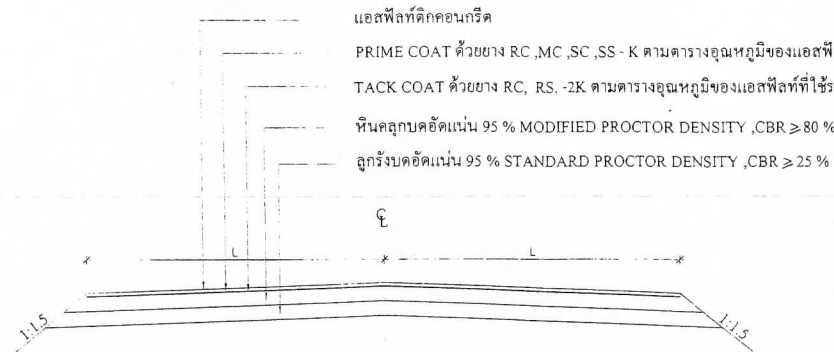 แอสฟัลท์ติกคอนกรีต
PRIME COAT ด้วยยาง RC ,MC ,SC ,SS - K ตามตารางอุณหภูมิของแอสฟั
TACK COAT ด้วยยาง RC, RS. -2K ตามตารางอุณหภูมิของแอสฟัลท์ที่ใช้ร
หินคลุกบดอัดแน่น 95 % MODIFIED PROCTOR DENSITY ,CBR ⩾ 80 %
ลูกรังบดอัดแน่น 95 % STANDARD PROCTOR DENSITY ,CBR ⩾ 25 %
℄
L L
1:1.5 1:1.5